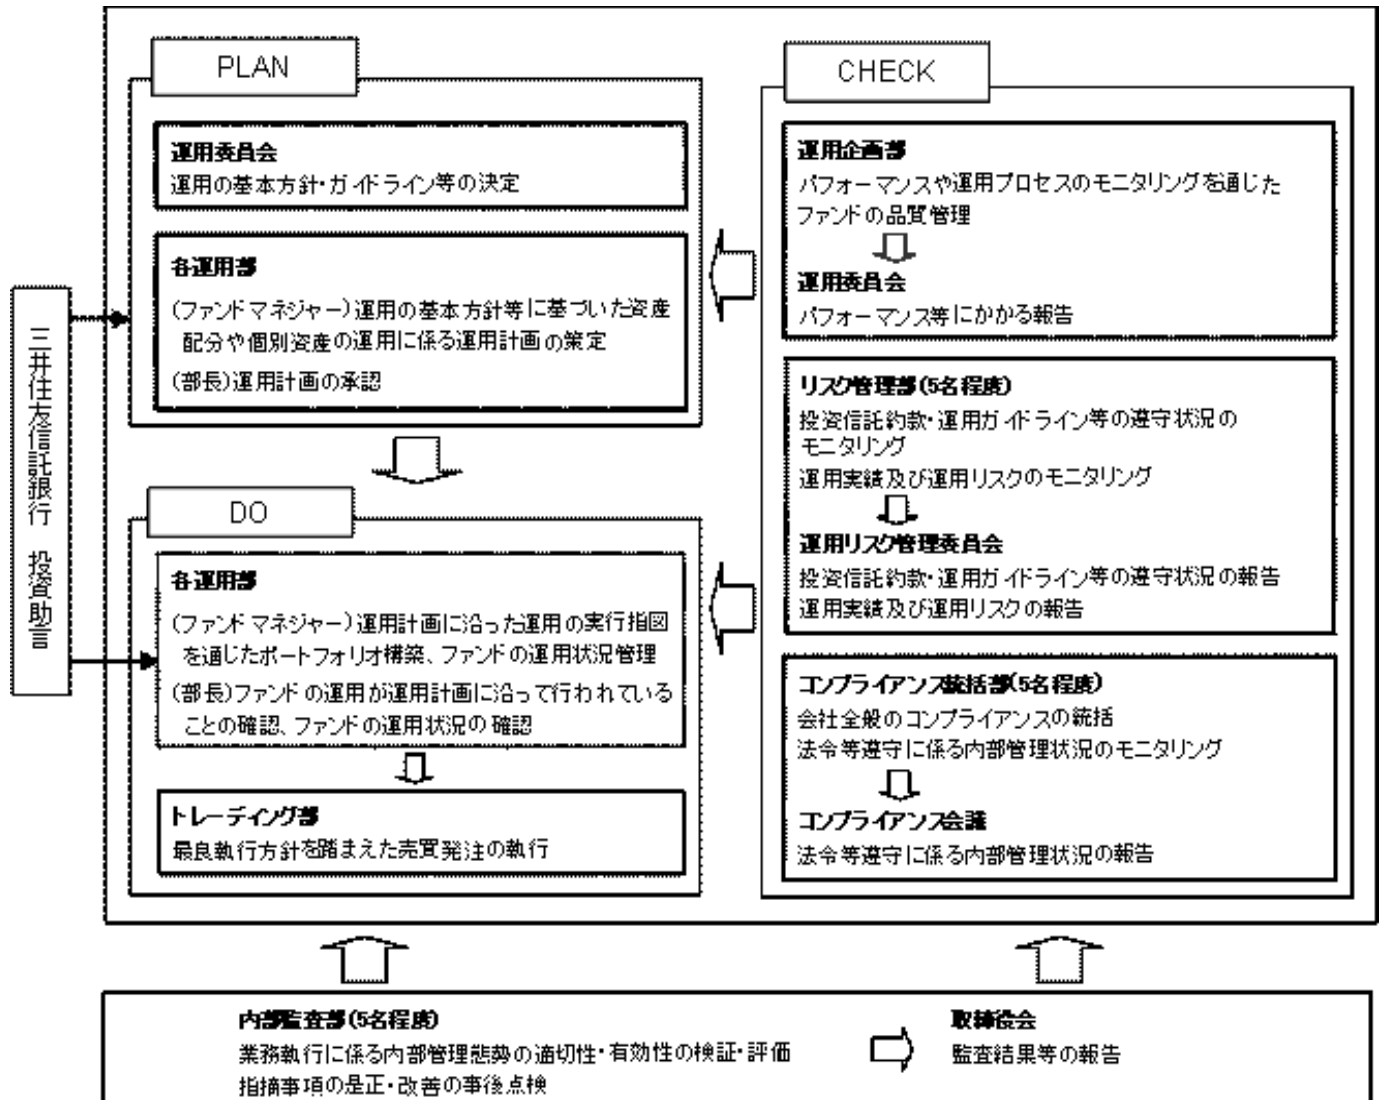 PLAN
運用委員会
運用の基本方針・ガイドライン等の決定
各運用部
(ファンドマネジャー)運用の基本方針等に基づいた資産
配分や個別資産の運用に係る運用計画の策定
(部長)運用計画の承認
三井住友信託銀行 投資助言
DO
各運用部
(ファンドマネジャー)運用計画に沿った運用の実行指図
を通じたポートフォリオ構築、ファンドの運用状況管理
(部長)ファンドの運用が運用計画に沿って行われている
ことの確認、ファンドの運用状況の確認
トレーディング部
最良執行方針を踏まえた売買発注の執行
CHECK
運用企画部
パフォーマンスや運用プロセスのモニタリングを通じた
ファンドの品質管理
運用委員会
パフォーマンス等にかかる報告
リスク管理部(5名程度)
投資信託約款・運用ガイドライン等の遵守状況の
モニタリング
運用実績及び運用リスクのモニタリング
運用リスク管理委員会
投資信託約款・運用ガイドライン等の遵守状況の報告
運用実績及び運用リスクの報告
コンプライアンス統括部(5名程度)
会社全般のコンプライアンスの統括
法令等遵守に係る内部管理状況のモニタリング
コンプライアンス会議
法令等遵守に係る内部管理状況の報告
内部監査部(5名程度)
業務執行に係る内部管理態勢の適切性・有効性の検証・評価
指摘事項の是正・改善の事後点検
取締役会
監査結果等の報告